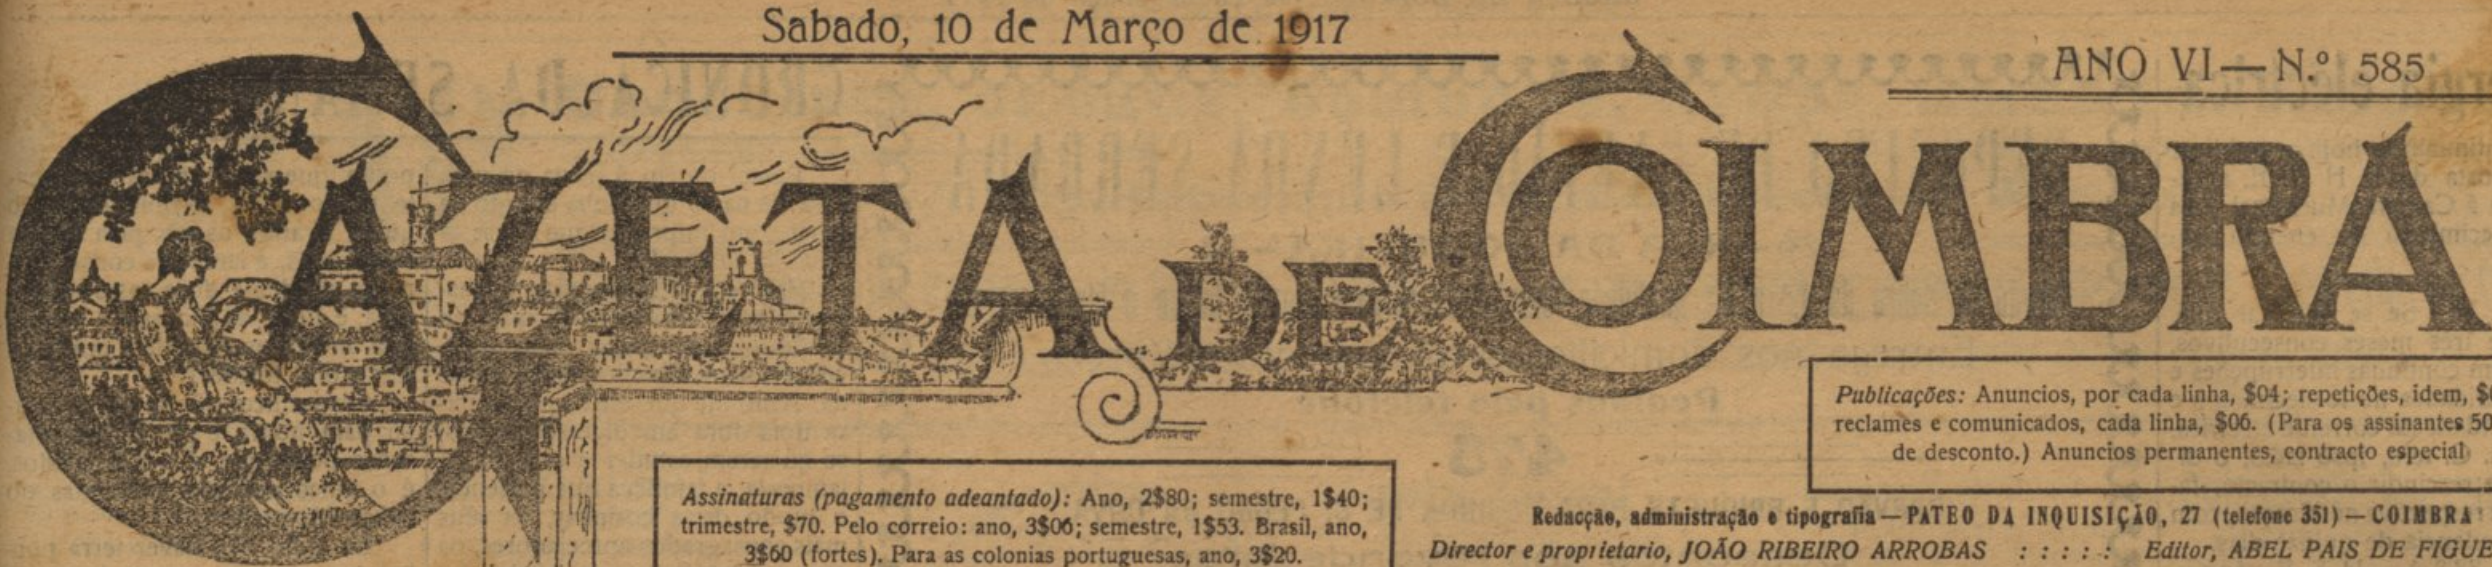 Sabado, 10 de Março de 1917
ANO VI — N.º 585
GAZETA DE COIMBRA
Publicações: Anuncios, por cada linha, $04; repetições, idem,
reclames e comunicados, cada linha, $06. (Para os assinantes 50
de desconto.) Anuncios permanentes, contracto especial
Assinaturas (pagamento adeantado): Ano, 2$80; semestre, 1$40;
trimestre, $70. Pelo correio: ano, 3$06; semestre, 1$53. Brasil, ano,
3$60 (fortes). Para as colonias portuguesas, ano, 3$20.
Redacção, administração e tipografia — PATEO DA INQUISIÇÃO, 27 (telefone 351) — COIMBRA
Director e proprietario, JOÃO RIBEIRO ARROBAS : : : : : Editor, ABEL PAIS DE FIGUE